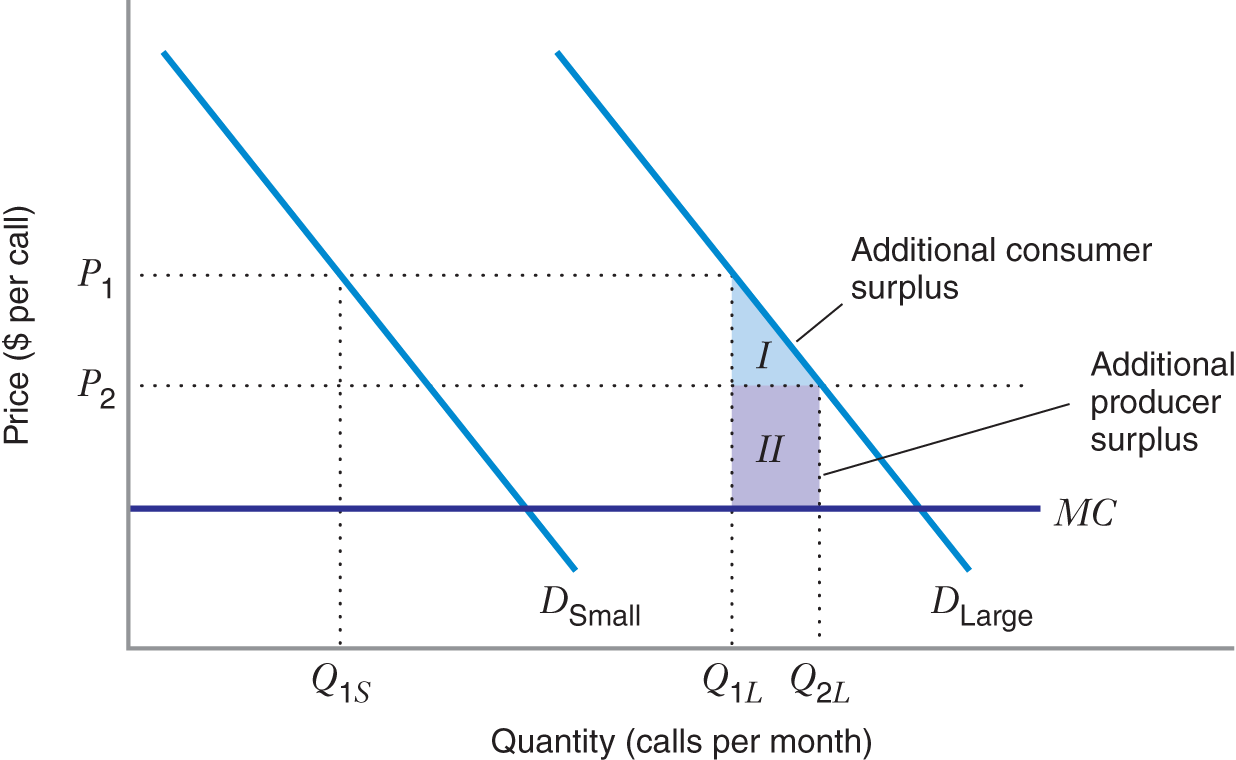 Price ($ per call)
P1
P2
Additional consumer
surplus
I
Additional
producer
surplus
II
MC
DSmall
DLarge
Q1S
Q1L
Q2L
Quantity (calls per month)